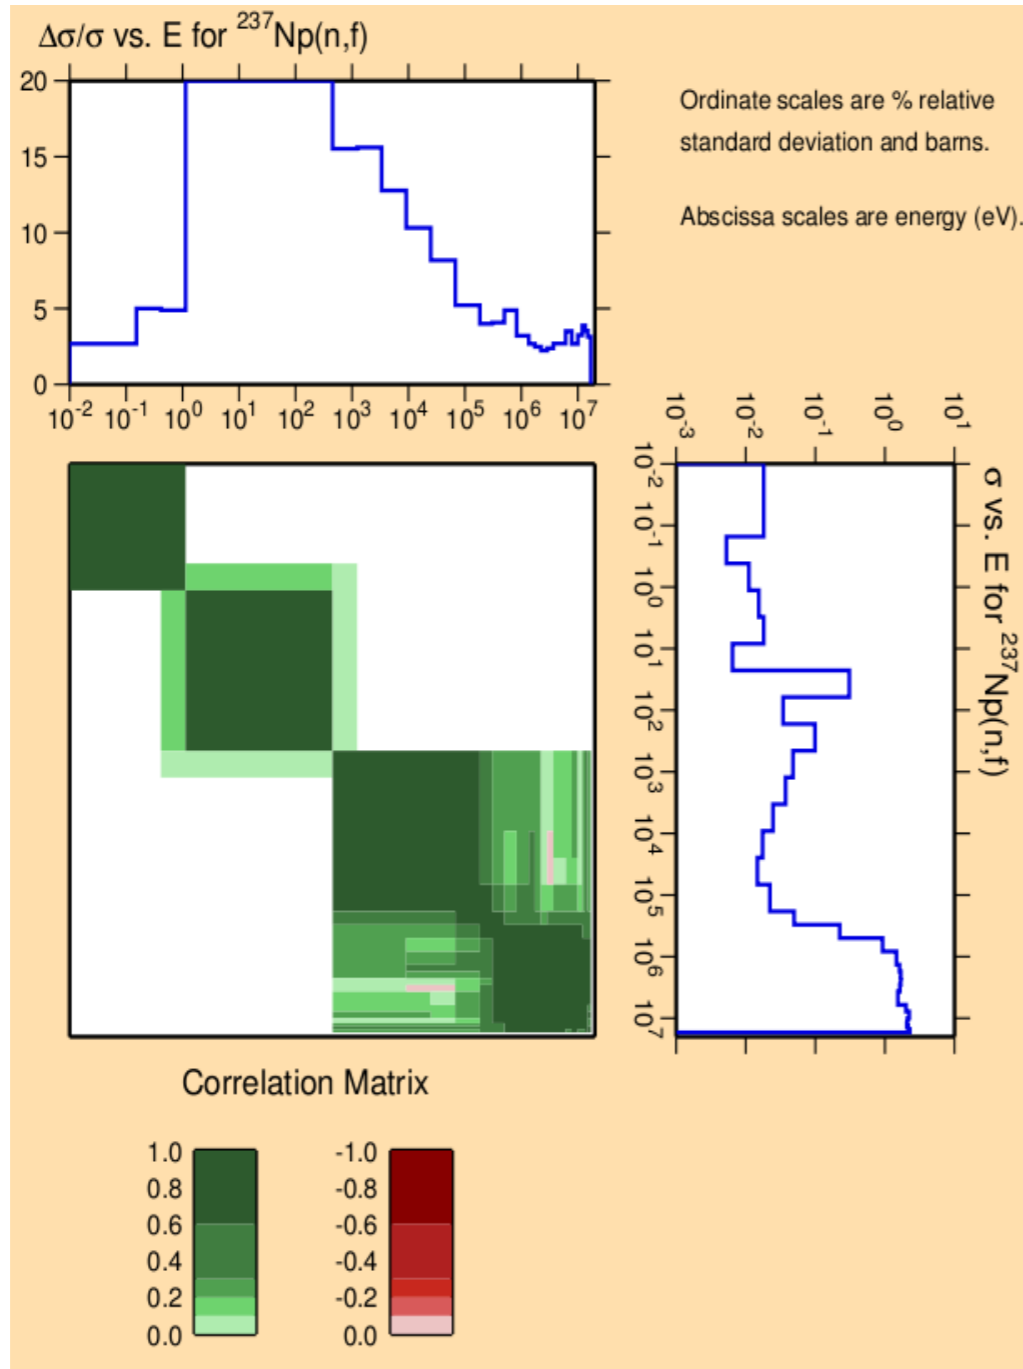 Δσ/σ vs. E for ²³⁷Np(n,f)
20
15
10
5
0
10⁻² 10⁻¹ 10⁰ 10¹ 10² 10³ 10⁴ 10⁵ 10⁶ 10⁷
Ordinate scales are % relative
standard deviation and barns.
Abscissa scales are energy (eV).
10⁻³ 10⁻² 10⁻¹ 10⁰ 10¹
10⁻² 10⁻¹ 10⁰ 10¹ 10² 10³ 10⁴ 10⁵ 10⁶ 10⁷
σ vs. E for ²³⁷Np(n,f)
Correlation Matrix
1.0
0.8
0.6
0.4
0.2
0.0
-1.0
-0.8
-0.6
-0.4
-0.2
0.0